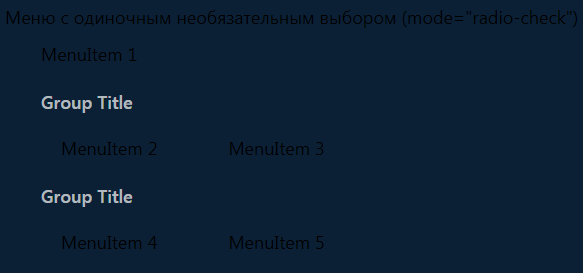 Меню с одиночным необязательным выбором (mode="radio-check")
MenuItem 1
Group Title
MenuItem 2 MenuItem 3
Group Title
MenuItem 4 MenuItem 5